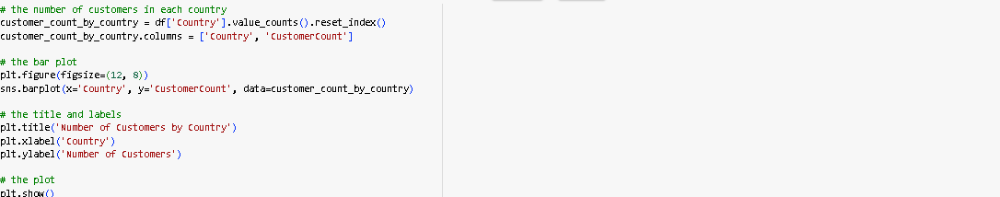 # the number of customers in each country
customer_count_by_country = df['Country'].value_counts().reset_index()
customer_count_by_country.columns = ['Country', 'CustomerCount']
# the bar plot
plt.figure(figsize=(12, 8))
sns.barplot(x='Country', y='CustomerCount', data=customer_count_by_country)
# the title and labels
plt.title('Number of Customers by Country')
plt.xlabel('Country')
plt.ylabel('Number of Customers')
# the plot
plt.show()